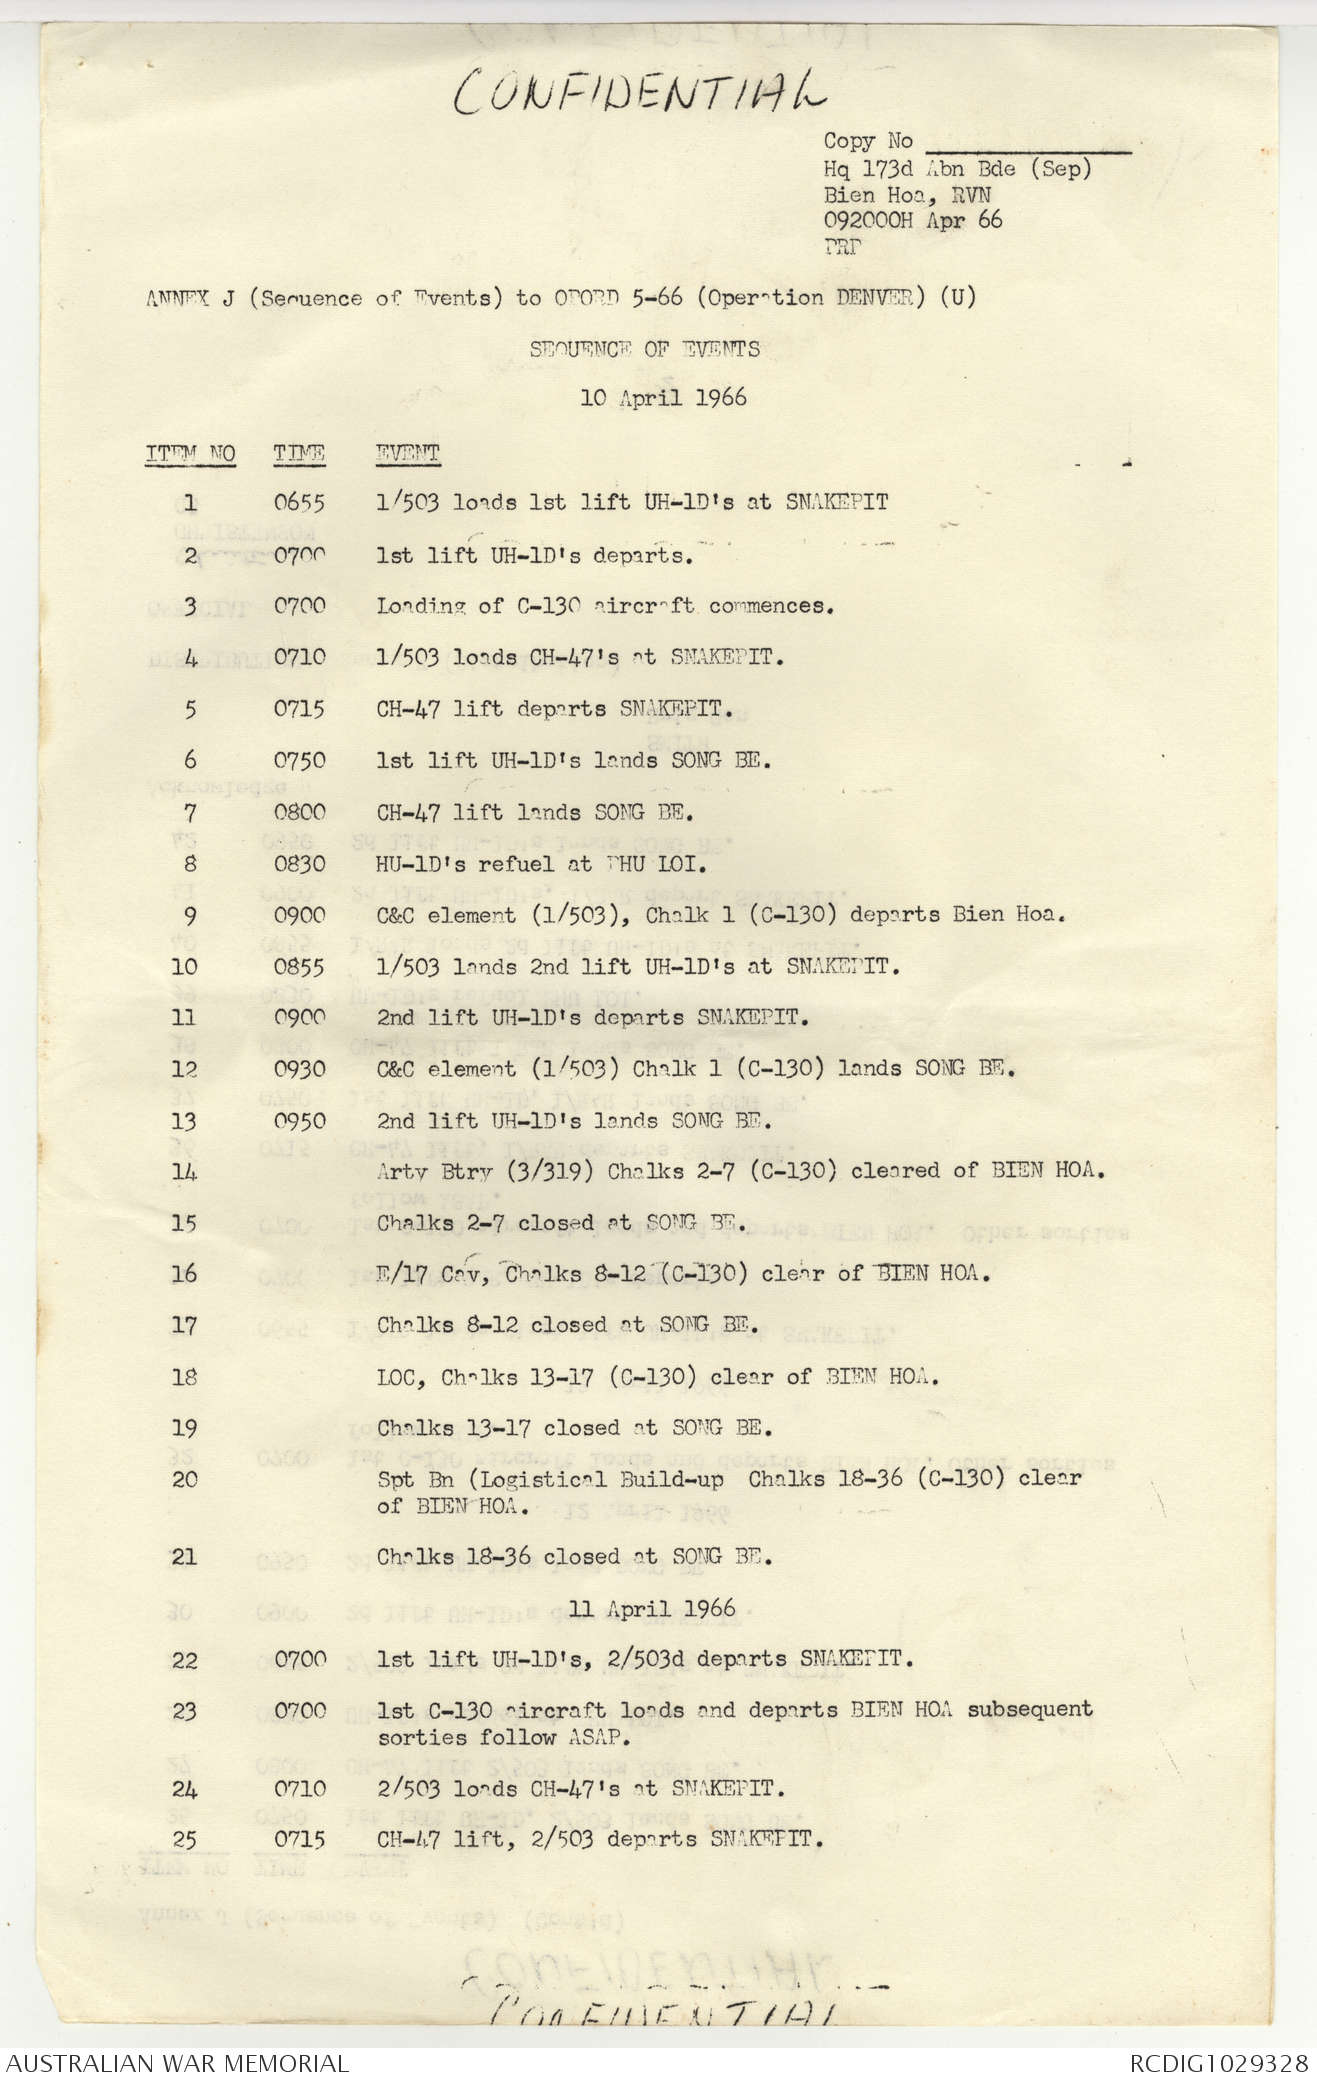 CONFIDENTIAL
Copy No
Hq 173d Abn Bde (Sep)
Bien Hoa, RVN
092000H Apr 66
PRP
ANNEX J (Sequence of Events) to OPORD 5-66 (Operation DENVER) (U)
SEQUENCE OF EVENTS
10 April 1966
ITEM NO TIME EVENT
1 0655 1/503 loads 1st lift UH-1D's at SNAKEPIT
2 0700 1st lift UH-1D's departs.
3 0700 Loading of C-130 aircraft commences.
4 0710 1/503 loads CH-47's at SNAKEPIT.
5 0715 CH-47 lift departs SNAKEPIT.
6 0750 1st lift UH-1D's lands SONG BE.
7 0800 CH-47 lift lands SONG BE.
8 0830 HU-1D's refuel at PHU LOI.
9 0900 C&C element (1/503), Chalk 1 (C-130) departs Bien Hoa.
10 0855 1/503 lands 2nd lift UH-1D's at SNAKEPIT.
11 0900 2nd lift UH-1D's departs SNAKEPIT.
12 0930 C&C element (1/503) Chalk 1 (C-130) lands SONG BE.
13 0950 2nd lift UH-1D's lands SONG BE.
14 Arty Btry (3/319) Chalks 2-7 (C-130) cleared of BIEN HOA.
15 Chalks 2-7 closed at SONG BE.
16 E/17 Cav, Chalks 8-12 (C-130) clear of BIEN HOA.
17 Chalks 8-12 closed at SONG BE.
18 LOC, Chalks 13-17 (C-130) clear of BIEN HOA.
19 Chalks 13-17 closed at SONG BE.
20 Spt Bn (Logistical Build-up Chalks 18-36 (C-130) clear
of BIEN HOA.
21 Chalks 18-36 closed at SONG BE.
11 April 1966
22 0700 1st lift UH-1D's, 2/503d departs SNAKEPIT.
23 0700 1st C-130 aircraft loads and departs BIEN HOA subsequent
sorties follow ASAP.
24 0710 2/503 loads CH-47's at SNAKEPIT.
25 0715 CH-47 lift, 2/503 departs SNAKEPIT.
CONFIDENTIAL
AUSTRALIAN WAR MEMORIAL RCDIG1029328